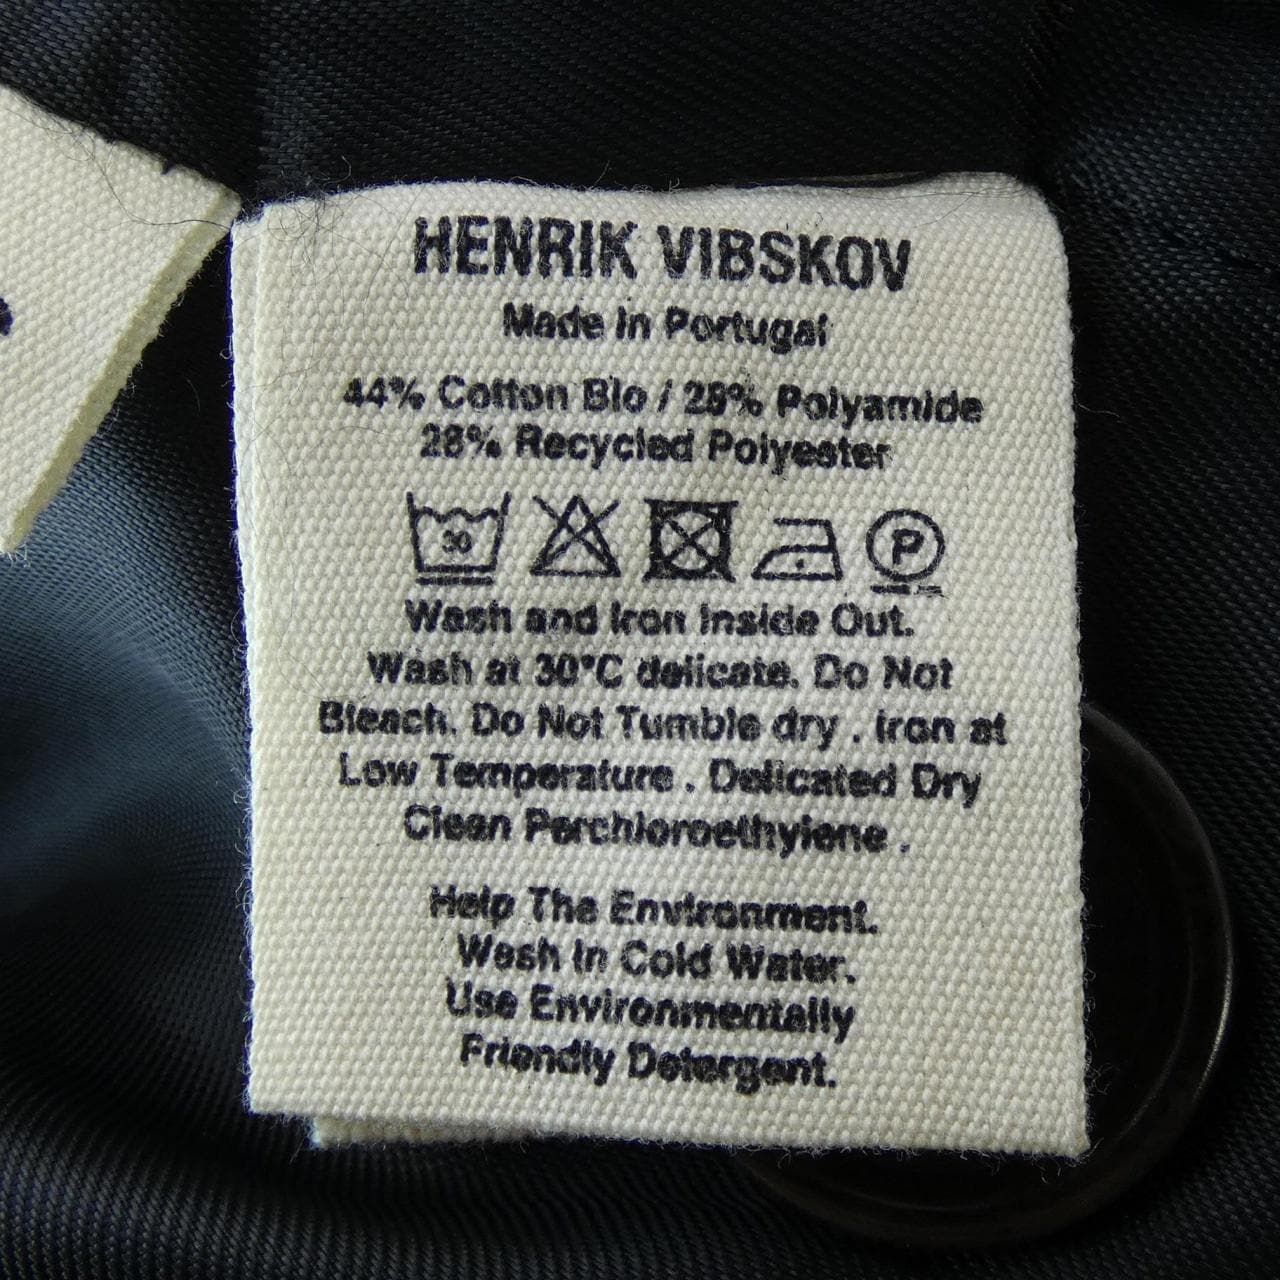 HENRIK VIBSKOV
Made in Portugal
44% Cotton Bio / 28% Polyamide
28% Recycled Polyester
30 P
Wash and Iron Inside Out.
Wash at 30°C delicate. Do Not
Bleach. Do Not Tumble dry . iron at
Low Temperature . Delicated Dry
Clean Perchloroethylene .
Help The Environment.
Wash In Cold Water.
Use Environmentally
Friendly Detergent.